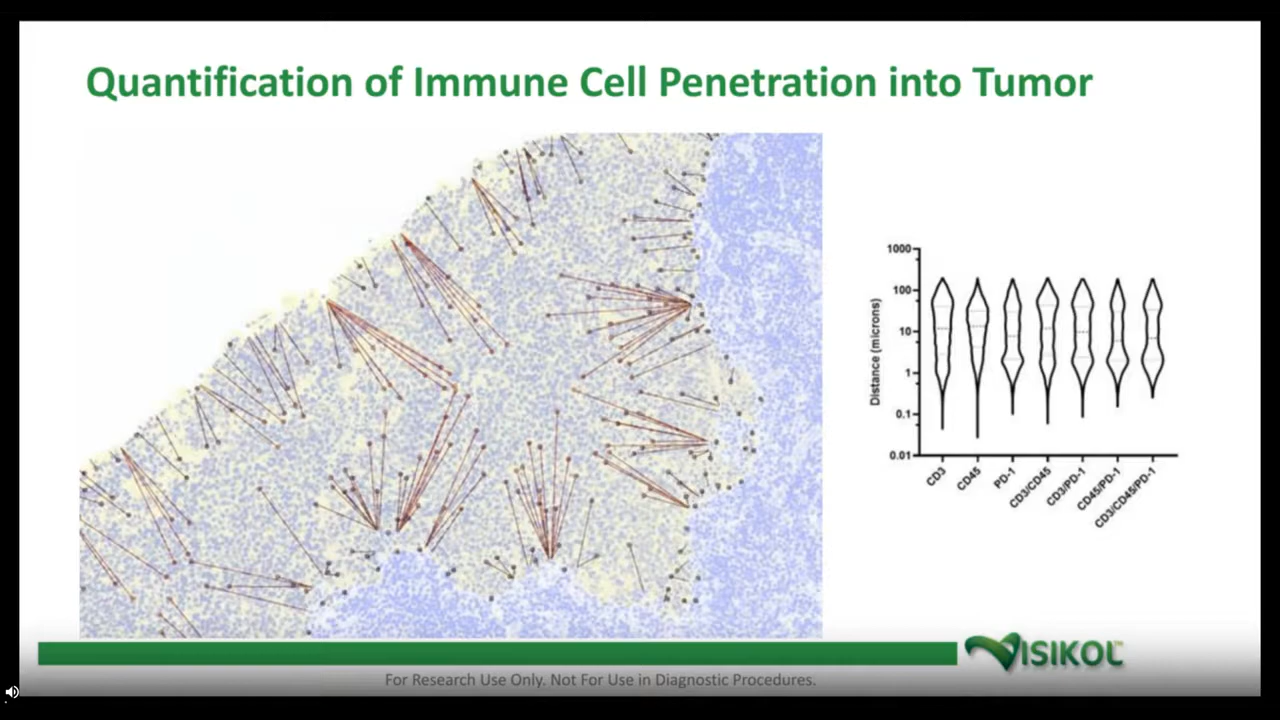 Quantification of Immune Cell Penetration into Tumor
1000
100
10
1
0.1
0.01
Distance (microns)
CD3
CD45
PD-1
CD3/CD45
CD3/PD-1
CD45/PD-1
CD3/CD45/PD-1
VISIKOL™
For Research Use Only. Not For Use in Diagnostic Procedures.